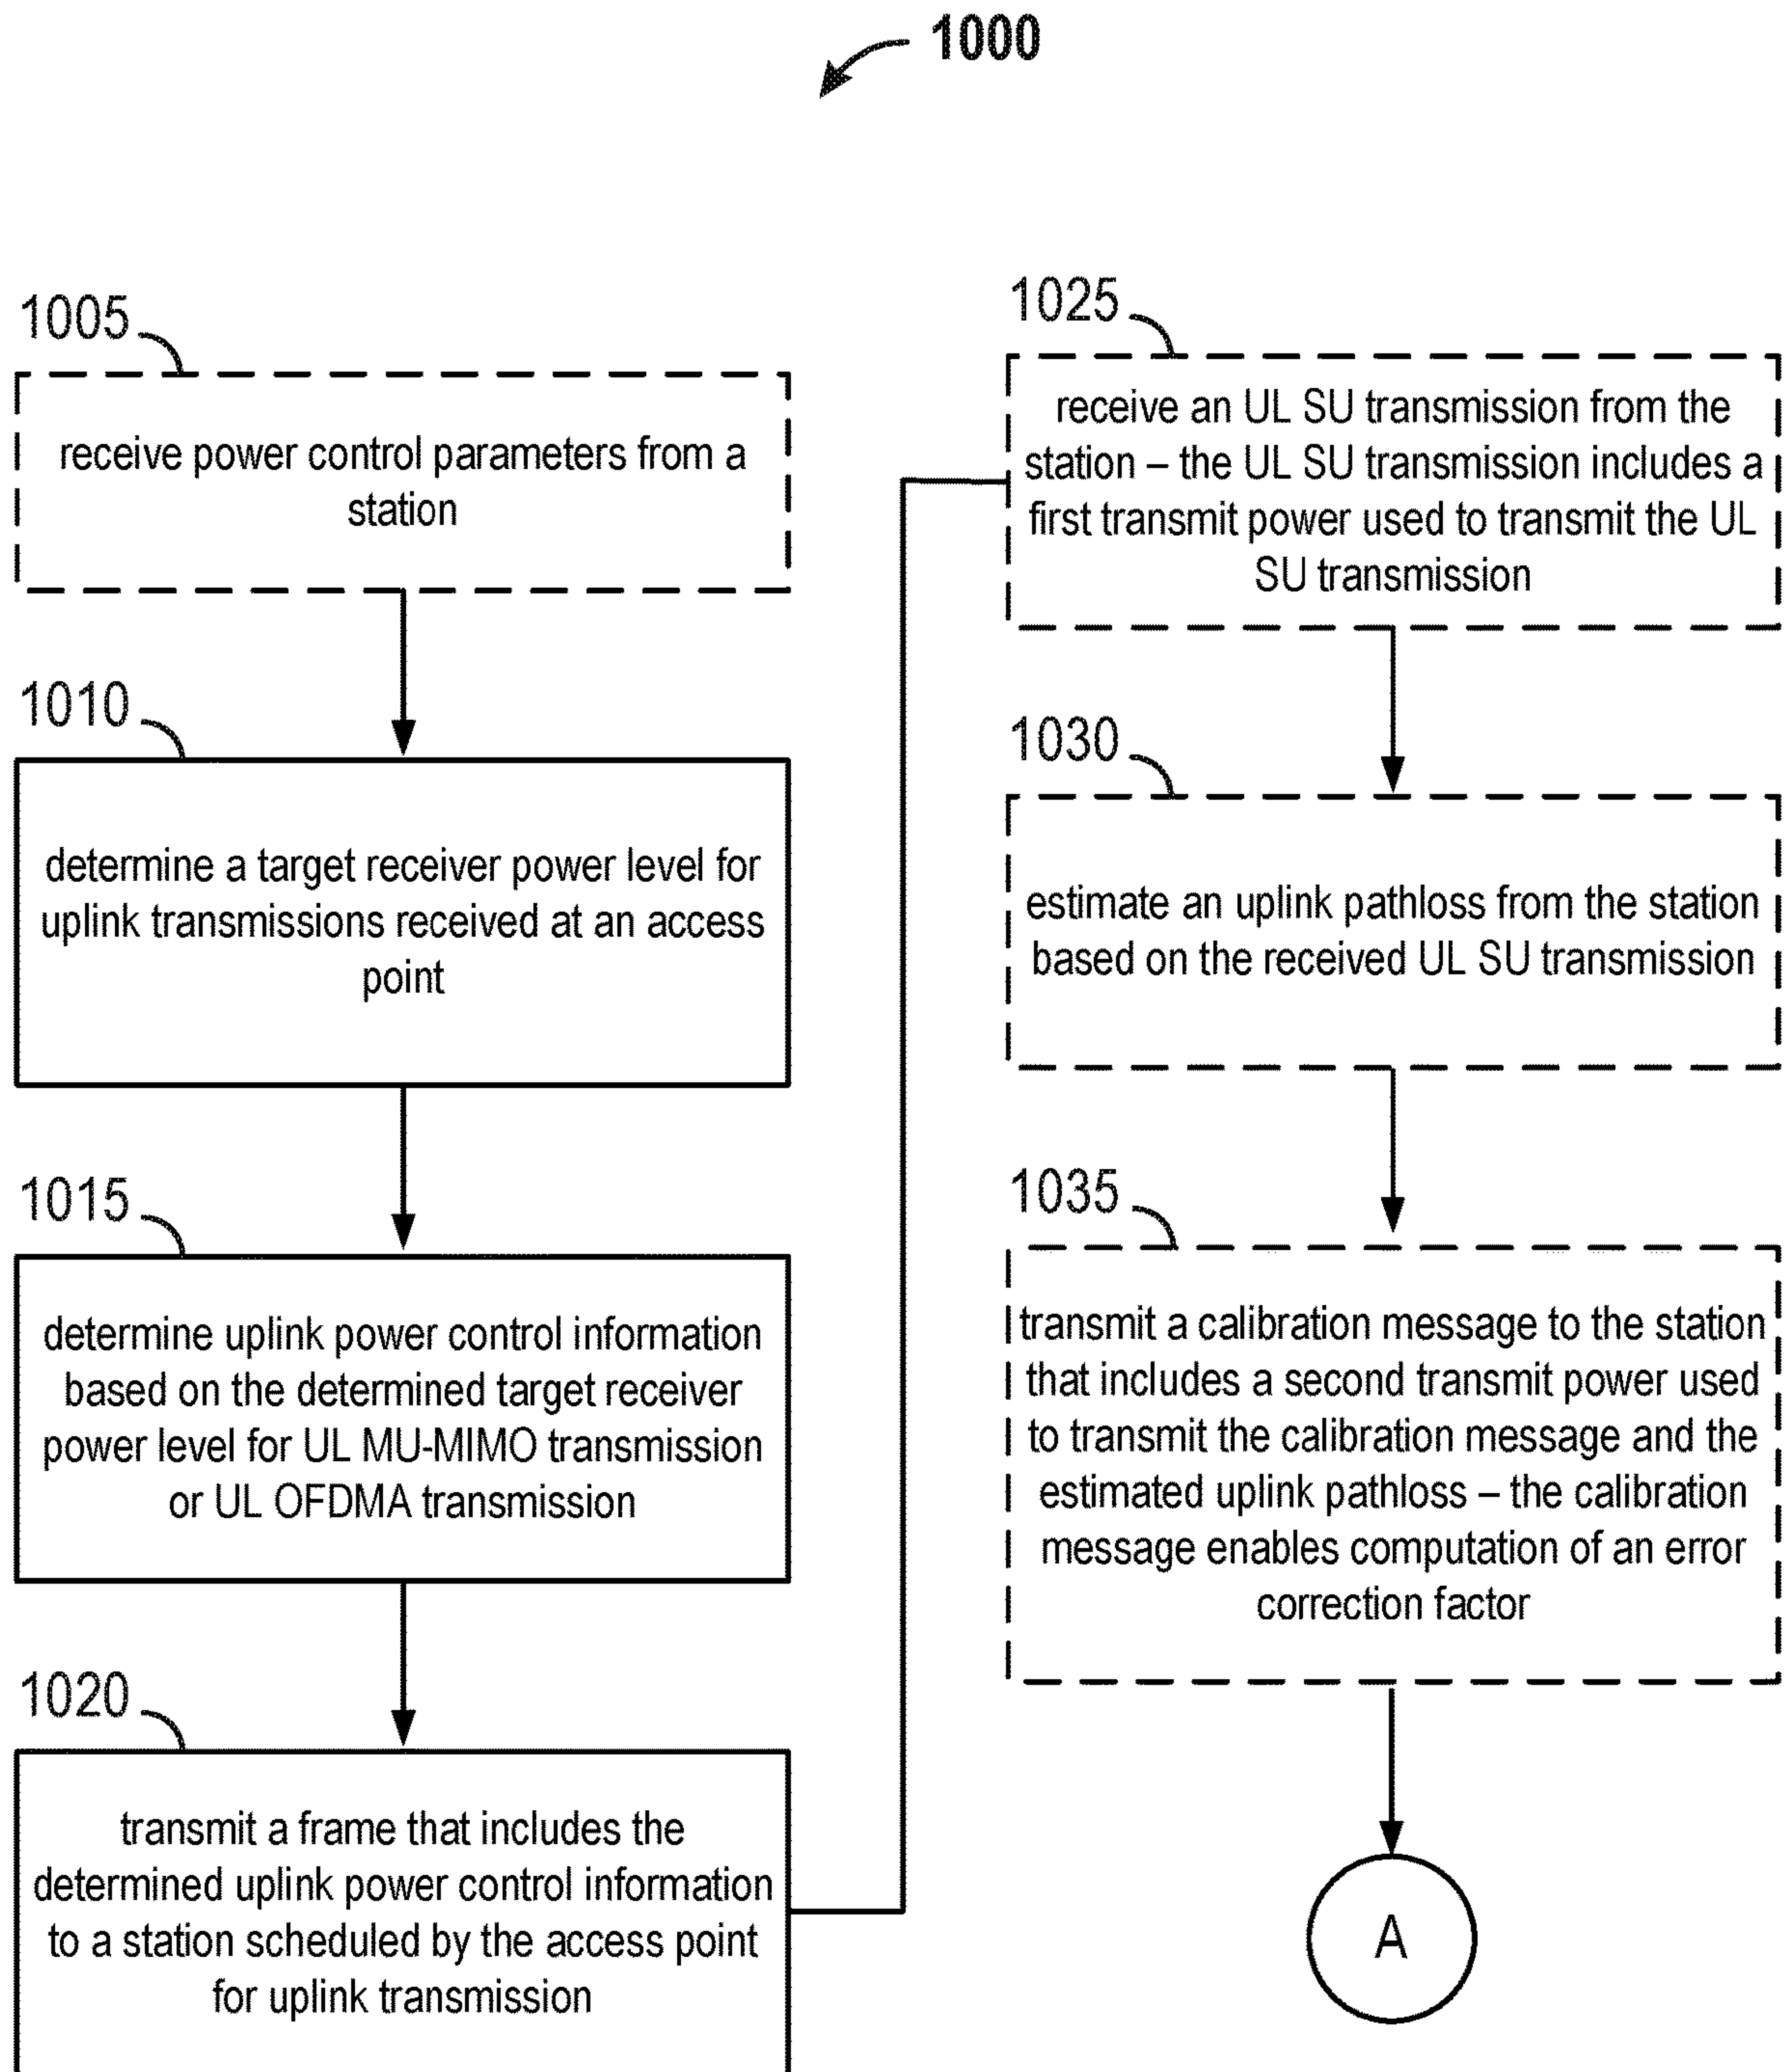 1000
1005
receive power control parameters from a
station
1010
determine a target receiver power level for
uplink transmissions received at an access
point
1015
determine uplink power control information
based on the determined target receiver
power level for UL MU-MIMO transmission
or UL OFDMA transmission
1020
transmit a frame that includes the
determined uplink power control information
to a station scheduled by the access point
for uplink transmission
1025
receive an UL SU transmission from the
station – the UL SU transmission includes a
first transmit power used to transmit the UL
SU transmission
1030
estimate an uplink pathloss from the station
based on the received UL SU transmission
1035
transmit a calibration message to the station
that includes a second transmit power used
to transmit the calibration message and the
estimated uplink pathloss – the calibration
message enables computation of an error
correction factor
A